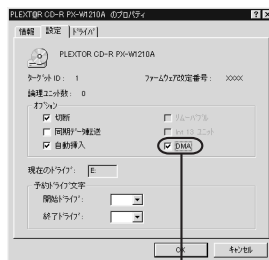 PLEXTOR CD-R PX-W1210A のプロパティ
情報 設定 ドライバ
PLEXTOR CD-R PX-W1210A
ターゲット ID： 1 ファームウェア改定番号： XXXX
論理ユニット数： 0
オプション
切断 リムーバブル
同期データ転送
自動挿入 DMA
現在のドライブ： E:
予約ドライブ文字
開始ドライブ：
終了ドライブ：
OK キャンセル